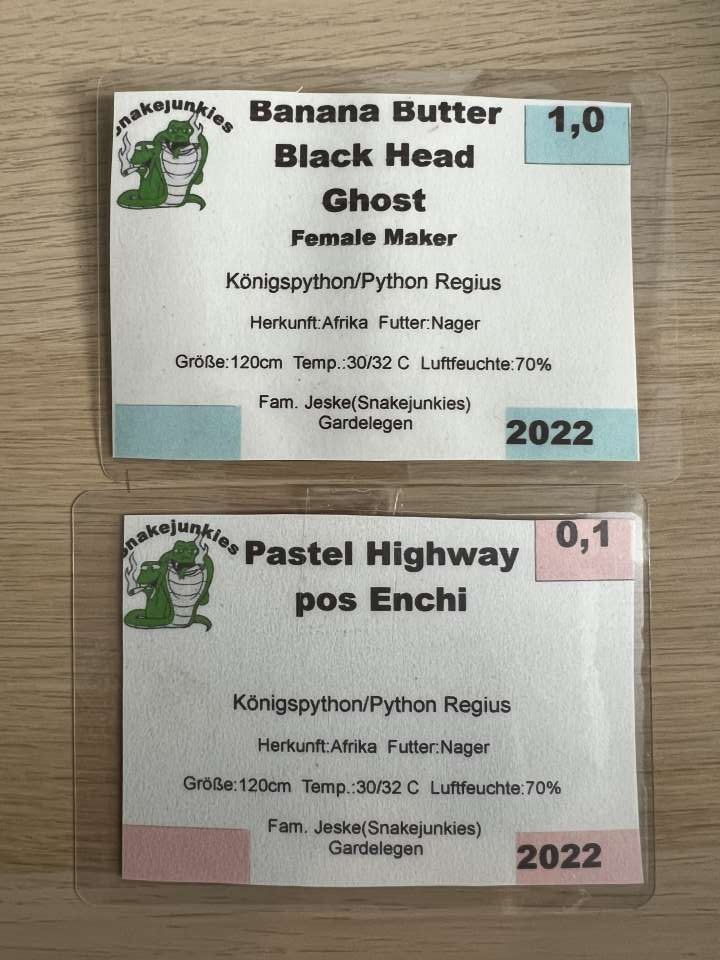 Snakejunkies
Banana Butter
1,0
Black Head
Ghost
Female Maker
Königspython/Python Regius
Herkunft:Afrika Futter:Nager
Größe:120cm Temp.:30/32 C Luftfeuchte:70%
Fam. Jeske(Snakejunkies)
Gardelegen
2022
Snakejunkies
Pastel Highway
0,1
pos Enchi
Königspython/Python Regius
Herkunft:Afrika Futter:Nager
Größe:120cm Temp.:30/32 C Luftfeuchte:70%
Fam. Jeske(Snakejunkies)
Gardelegen
2022